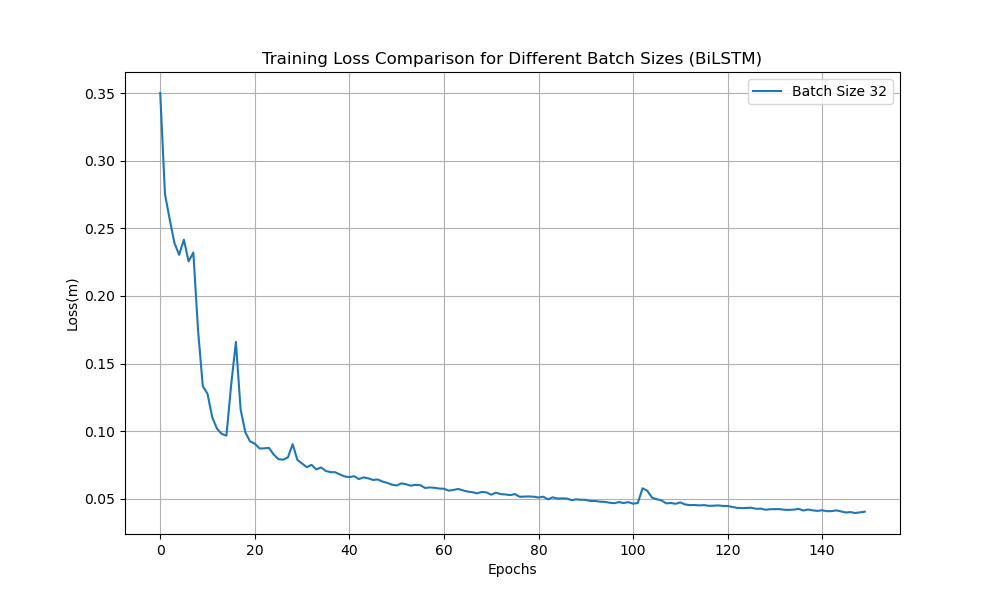 Training Loss Comparison for Different Batch Sizes (BiLSTM)
Batch Size 32
0.35
0.30
0.25
0.20
0.15
0.10
0.05
Loss(m)
0 20 40 60 80 100 120 140
Epochs